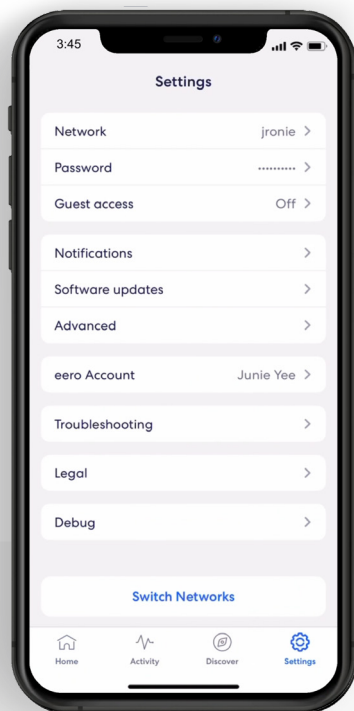 3:45
Settings
Network jronie >
Password ·········· >
Guest access Off >
Notifications >
Software updates >
Advanced >
eero Account Junie Yee >
Troubleshooting >
Legal >
Debug >
Switch Networks
Home Activity Discover Settings